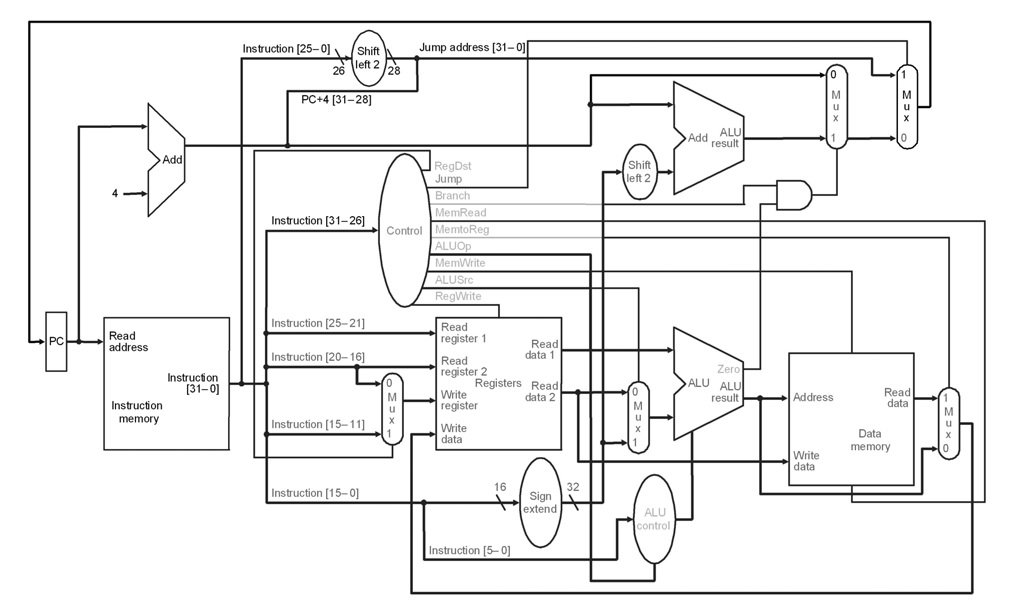 Instruction [25–0]
26
Shift
left 2
28
Jump address [31–0]
PC+4 [31–28]
Add
4
0
M
u
x
1
1
M
u
x
0
Add
ALU
result
Shift
left 2
RegDst
Jump
Branch
MemRead
MemtoReg
ALUOp
MemWrite
ALUSrc
RegWrite
Control
Instruction [31–26]
PC
Read
address
Instruction
[31–0]
Instruction
memory
Instruction [25–21]
Instruction [20–16]
Instruction [15–11]
0
M
u
x
1
Read
register 1
Read
register 2
Write
register
Write
data
Registers
Read
data 1
Read
data 2
0
M
u
x
1
Zero
ALU
ALU
result
Address
Read
data
Data
memory
Write
data
1
M
u
x
0
Instruction [15–0]
16
Sign
extend
32
ALU
control
Instruction [5–0]